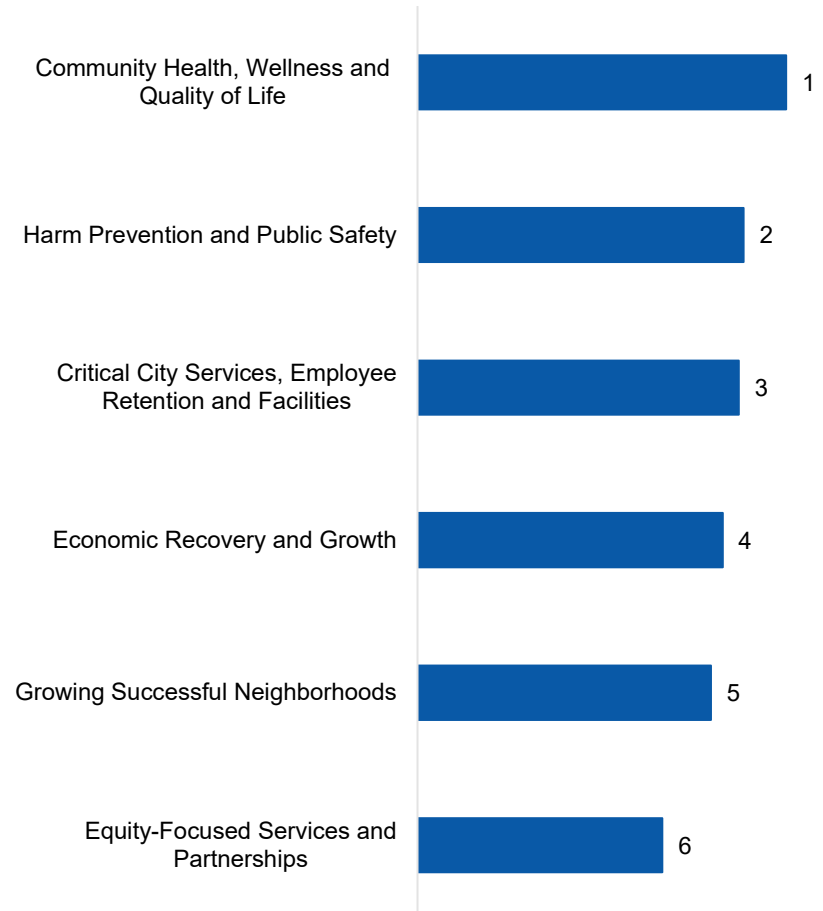 Community Health, Wellness and
Quality of Life
1
Harm Prevention and Public Safety
2
Critical City Services, Employee
Retention and Facilities
3
Economic Recovery and Growth
4
Growing Successful Neighborhoods
5
Equity-Focused Services and
Partnerships
6